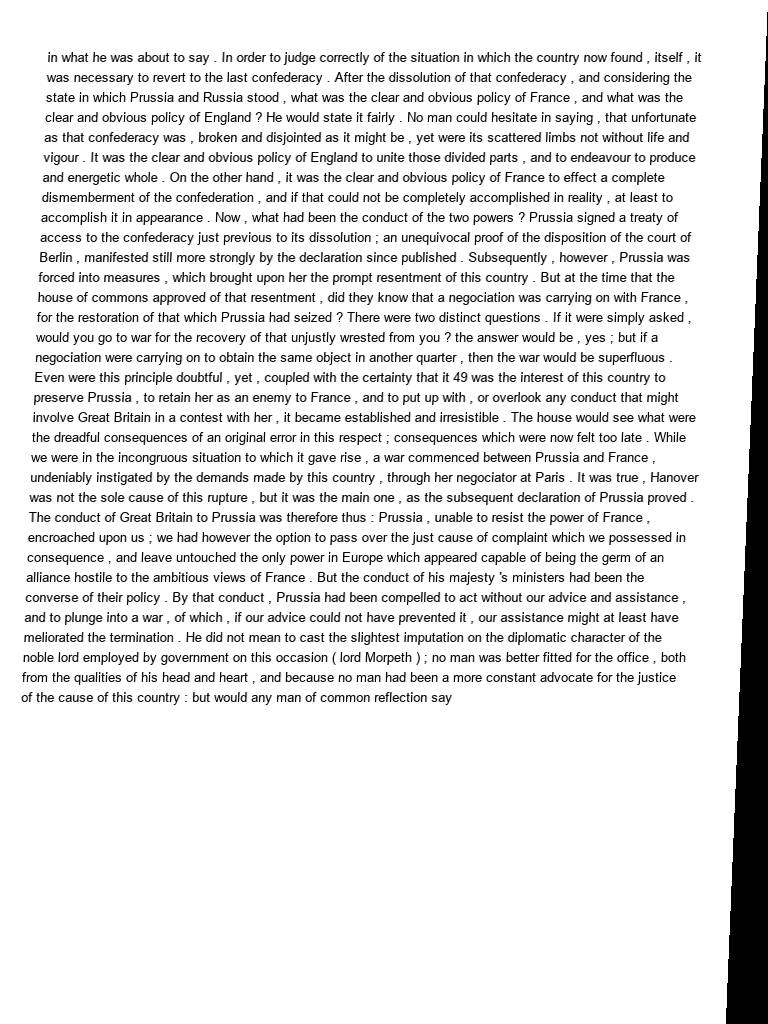 in what he was about to say . In order to judge correctly of the situation in which the country now found , itself , it
was necessary to revert to the last confederacy . After the dissolution of that confederacy , and considering the
state in which Prussia and Russia stood , what was the clear and obvious policy of France , and what was the
clear and obvious policy of England ? He would state it fairly . No man could hesitate in saying , that unfortunate
as that confederacy was , broken and disjointed as it might be , yet were its scattered limbs not without life and
vigour . It was the clear and obvious policy of England to unite those divided parts , and to endeavour to produce
and energetic whole . On the other hand , it was the clear and obvious policy of France to effect a complete
dismemberment of the confederation , and if that could not be completely accomplished in reality , at least to
accomplish it in appearance . Now , what had been the conduct of the two powers ? Prussia signed a treaty of
access to the confederacy just previous to its dissolution ; an unequivocal proof of the disposition of the court of
Berlin , manifested still more strongly by the declaration since published . Subsequently , however , Prussia was
forced into measures , which brought upon her the prompt resentment of this country . But at the time that the
house of commons approved of that resentment , did they know that a negociation was carrying on with France ,
for the restoration of that which Prussia had seized ? There were two distinct questions . If it were simply asked ,
would you go to war for the recovery of that unjustly wrested from you ? the answer would be , yes ; but if a
negociation were carrying on to obtain the same object in another quarter , then the war would be superfluous .
Even were this principle doubtful , yet , coupled with the certainty that it 49 was the interest of this country to
preserve Prussia , to retain her as an enemy to France , and to put up with , or overlook any conduct that might
involve Great Britain in a contest with her , it became established and irresistible . The house would see what were
the dreadful consequences of an original error in this respect ; consequences which were now felt too late . While
we were in the incongruous situation to which it gave rise , a war commenced between Prussia and France ,
undeniably instigated by the demands made by this country , through her negociator at Paris . It was true , Hanover
was not the sole cause of this rupture , but it was the main one , as the subsequent declaration of Prussia proved .
The conduct of Great Britain to Prussia was therefore thus : Prussia , unable to resist the power of France ,
encroached upon us ; we had however the option to pass over the just cause of complaint which we possessed in
consequence , and leave untouched the only power in Europe which appeared capable of being the germ of an
alliance hostile to the ambitious views of France . But the conduct of his majesty 's ministers had been the
converse of their policy . By that conduct , Prussia had been compelled to act without our advice and assistance ,
and to plunge into a war , of which , if our advice could not have prevented it , our assistance might at least have
meliorated the termination . He did not mean to cast the slightest imputation on the diplomatic character of the
noble lord employed by government on this occasion ( lord Morpeth ) ; no man was better fitted for the office , both
from the qualities of his head and heart , and because no man had been a more constant advocate for the justice
of the cause of this country : but would any man of common reflection say